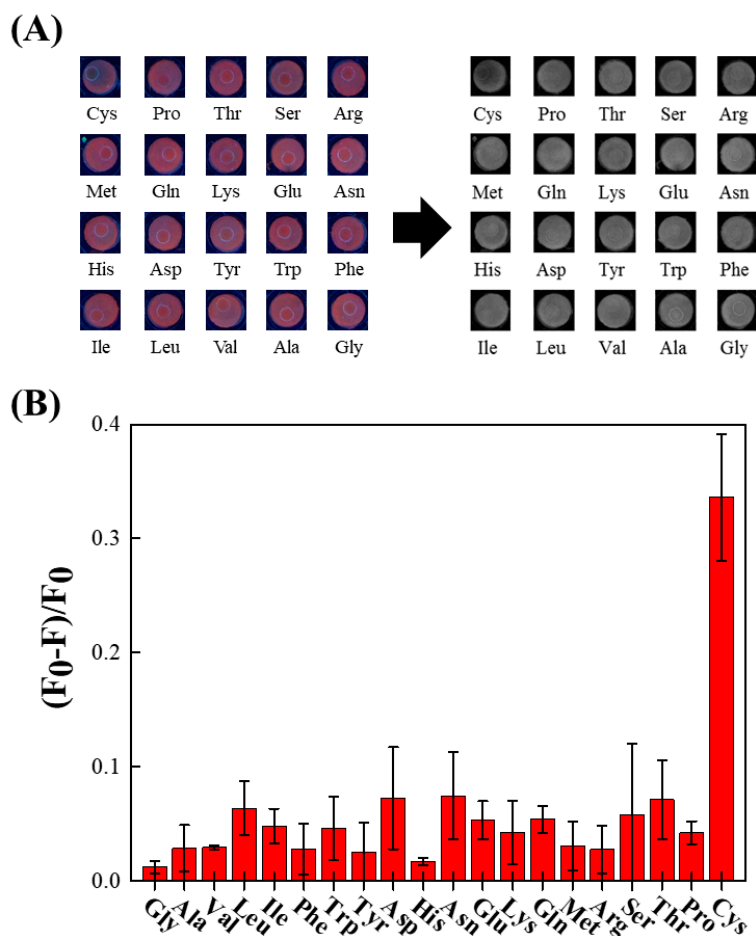 (A)
Cys Pro Thr Ser Arg Cys Pro Thr Ser Arg
Met Gln Lys Glu Asn Met Gln Lys Glu Asn
His Asp Tyr Trp Phe His Asp Tyr Trp Phe
Ile Leu Val Ala Gly Ile Leu Val Ala Gly
(B)
0.4
0.3
0.2
0.1
0.0
(F0-F)/F0
Gly Ala Val Leu Ile Phe Trp Tyr Asp His Asn Glu Lys Gln Met Arg Ser Thr Pro Cys